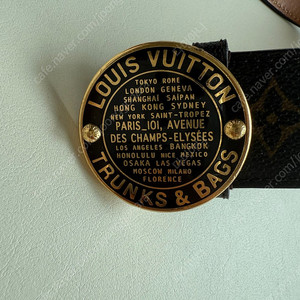 LOUIS VUITTON
TOKYO ROME
LONDON GENEVA
SHANGHAI SAIPAN
HONG KONG SYDNEY
NEW YORK SAINT-TROPEZ
PARIS_101, AVENUE
DES CHAMPS-ELYSÉES
LOS ANGELES BANGKOK
HONOLULU NICE MEXICO
OSAKA LAS VEGAS
MOSCOW MILANO
FLORENCE
TRUNKS & BAGS